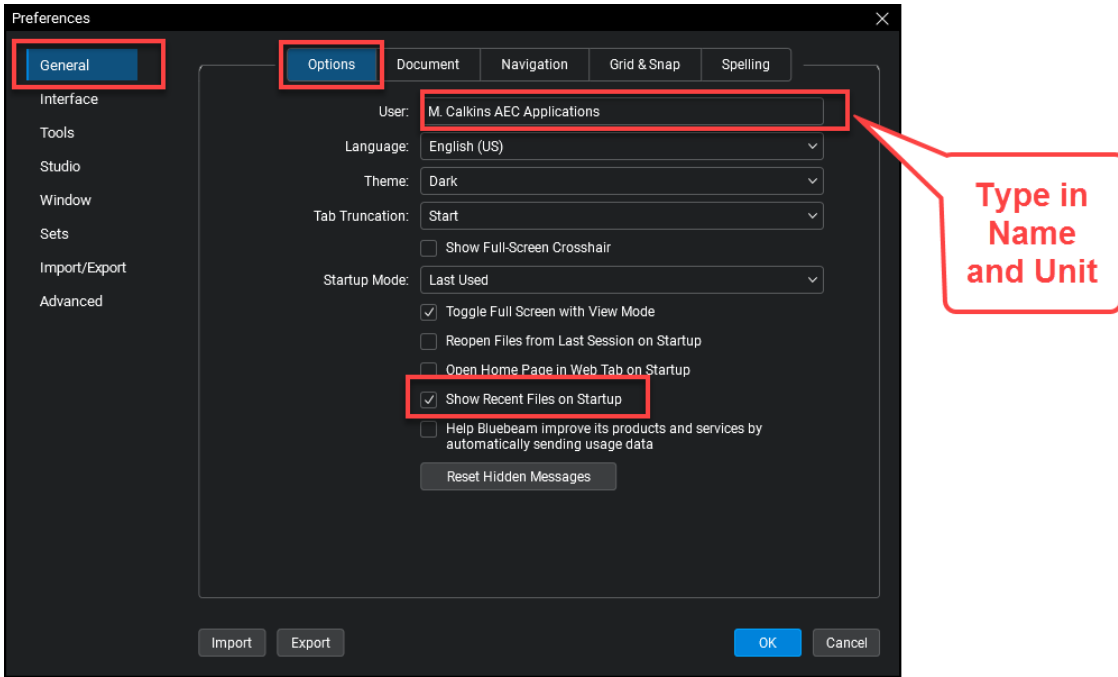 Preferences
General
Interface
Tools
Studio
Window
Sets
Import/Export
Advanced
Options
Document
Navigation
Grid & Snap
Spelling
User: M. Calkins AEC Applications
Language: English (US)
Theme: Dark
Tab Truncation: Start
Show Full-Screen Crosshair
Startup Mode: Last Used
Toggle Full Screen with View Mode
Reopen Files from Last Session on Startup
Open Home Page in Web Tab on Startup
Show Recent Files on Startup
Help Bluebeam improve its products and services by
automatically sending usage data
Reset Hidden Messages
Import
Export
OK
Cancel
Type in
Name
and Unit